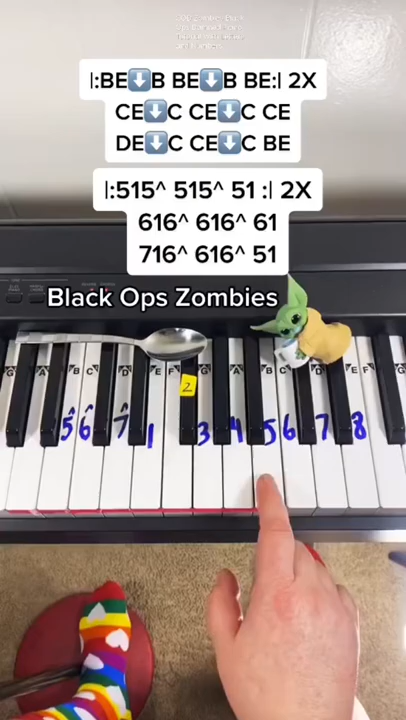 |:BE⬇️B BE⬇️B BE:| 2X
CE⬇️C CE⬇️C CE
DE⬇️C CE⬇️C BE
|:515^ 515^ 51 :| 2X
616^ 616^ 61
716^ 616^ 51
Black Ops Zombies
G A B C D E F G A B C D E F G
2
5^ 6^ 7^ 1 3 4 5 6 7 8